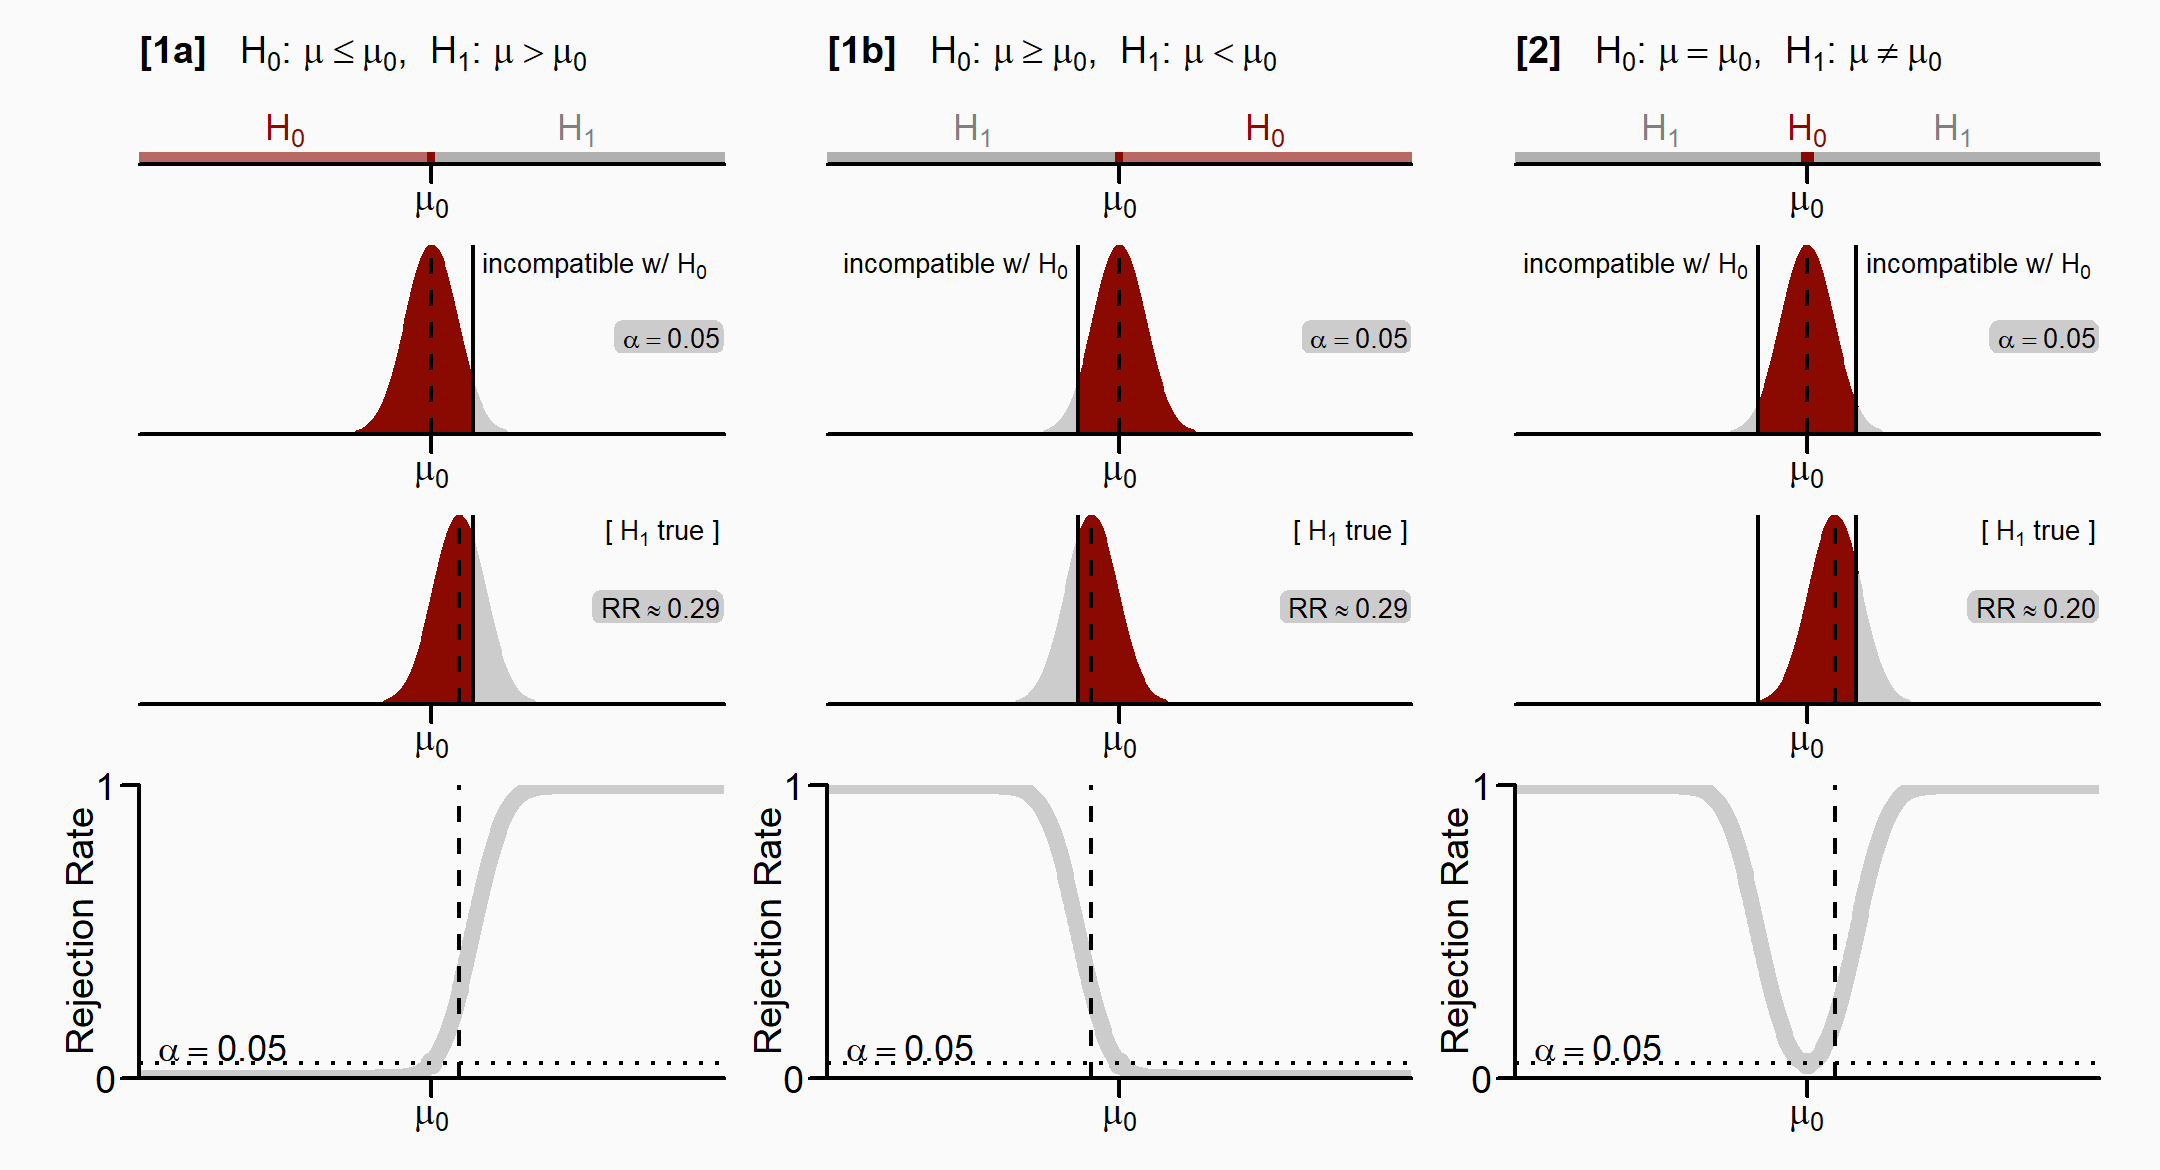 [1a] H₀: μ ≤ μ₀, H₁: μ > μ₀
H₀ H₁
μ₀
incompatible w/ H₀
α = 0.05
μ₀
[ H₁ true ]
RR ≈ 0.29
μ₀
1
Rejection Rate
α = 0.05
0
μ₀
[1b] H₀: μ ≥ μ₀, H₁: μ < μ₀
H₁ H₀
μ₀
incompatible w/ H₀
α = 0.05
μ₀
[ H₁ true ]
RR ≈ 0.29
μ₀
1
Rejection Rate
α = 0.05
0
μ₀
[2] H₀: μ = μ₀, H₁: μ ≠ μ₀
H₁ H₀ H₁
μ₀
incompatible w/ H₀ incompatible w/ H₀
α = 0.05
μ₀
[ H₁ true ]
RR ≈ 0.20
μ₀
1
Rejection Rate
α = 0.05
0
μ₀